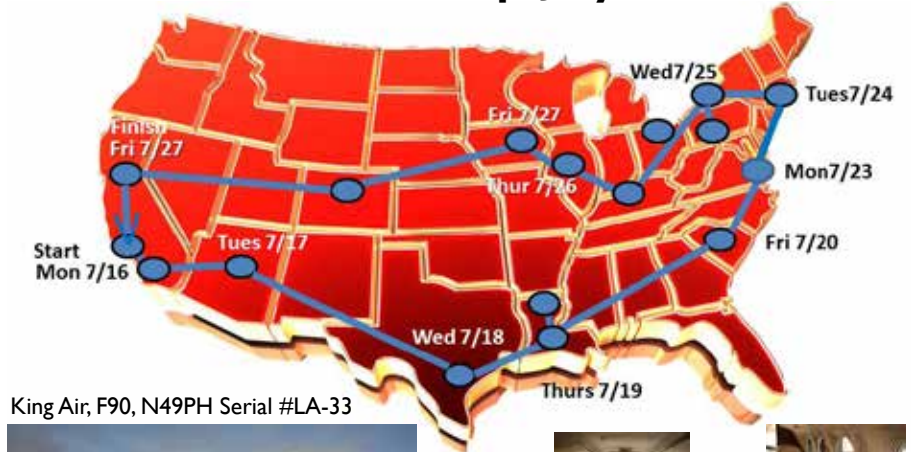 Wed7/25
Tues7/24
Fri 7/27
Finish
Fri 7/27
Thur 7/26
Mon7/23
Start
Mon 7/16
Tues 7/17
Fri 7/20
Wed 7/18
Thurs 7/19
King Air, F90, N49PH Serial #LA-33